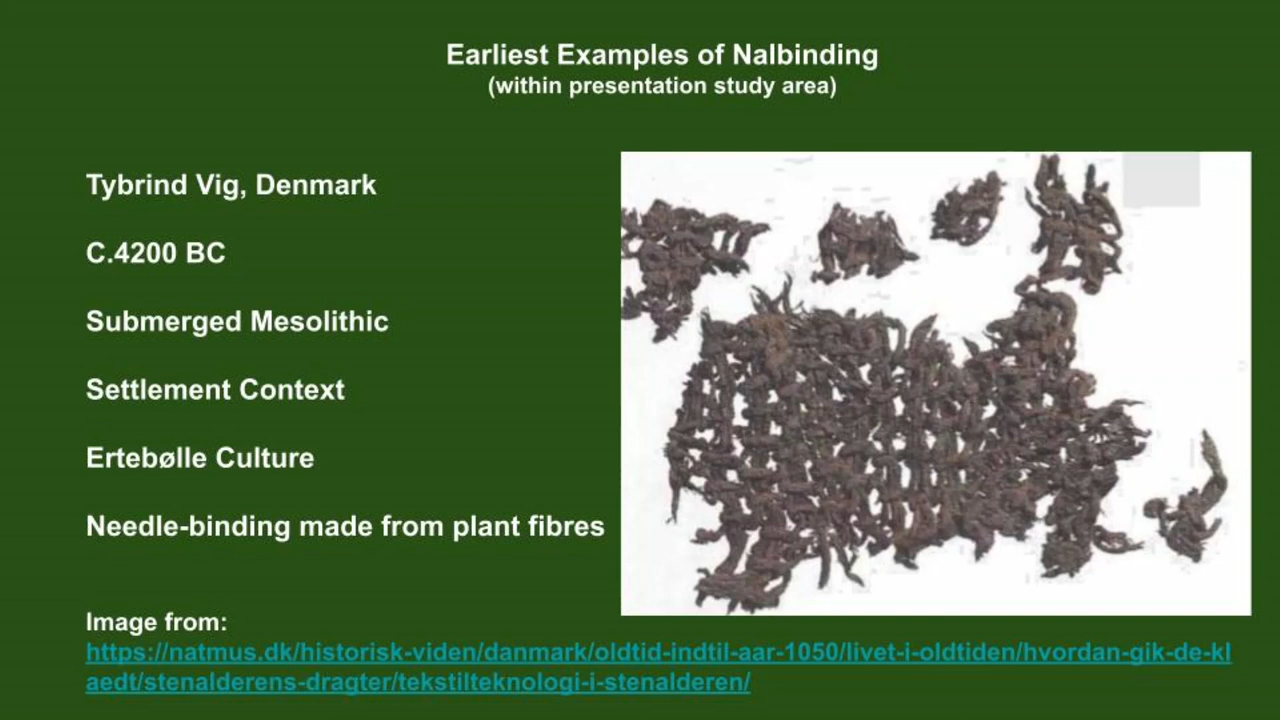 Earliest Examples of Nalbinding
(within presentation study area)
Tybrind Vig, Denmark
C.4200 BC
Submerged Mesolithic
Settlement Context
Ertebølle Culture
Needle-binding made from plant fibres
Image from:
https://natmus.dk/historisk-viden/danmark/oldtid-indtil-aar-1050/livet-i-oldtiden/hvordan-gik-de-kl
aedt/stenalderens-dragter/tekstilteknologi-i-stenalderen/